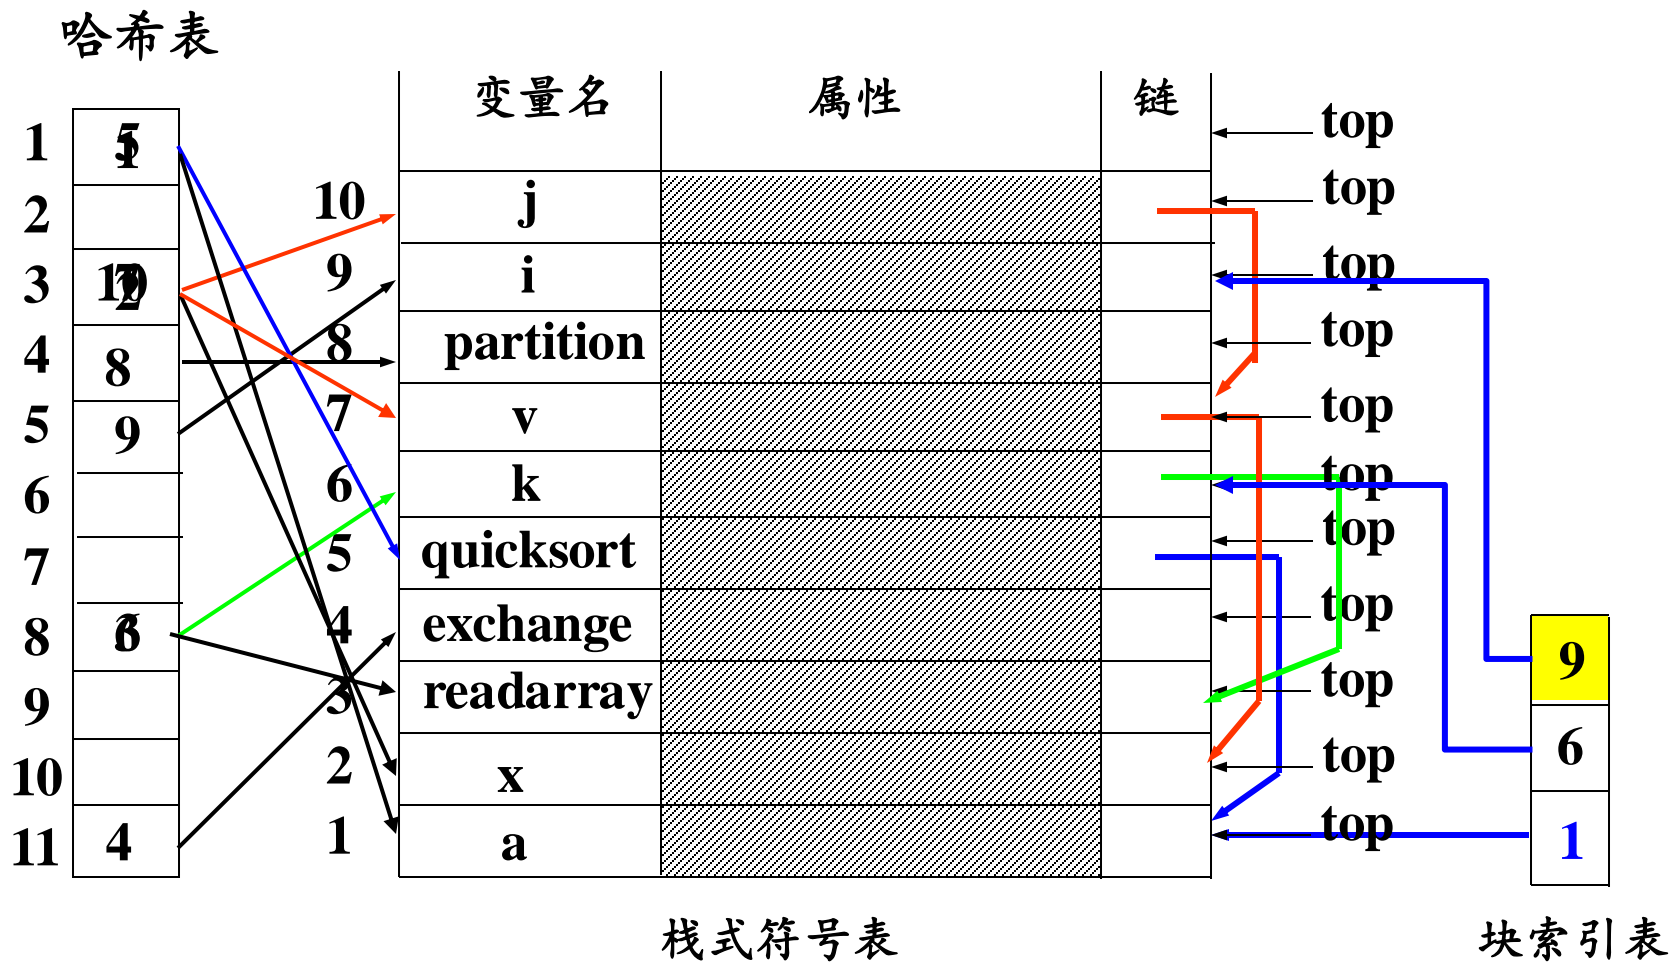 哈希表
变量名 属性 链
top
1
10 j top
2
9 i top
3
8 partition top
4 8
7 v top
5 9
6 k top
6
5 quicksort top
7
4 exchange top
8
3 readarray top
9
9
2 x top
10
6
1 a top
11 4
1
栈式符号表
块索引表